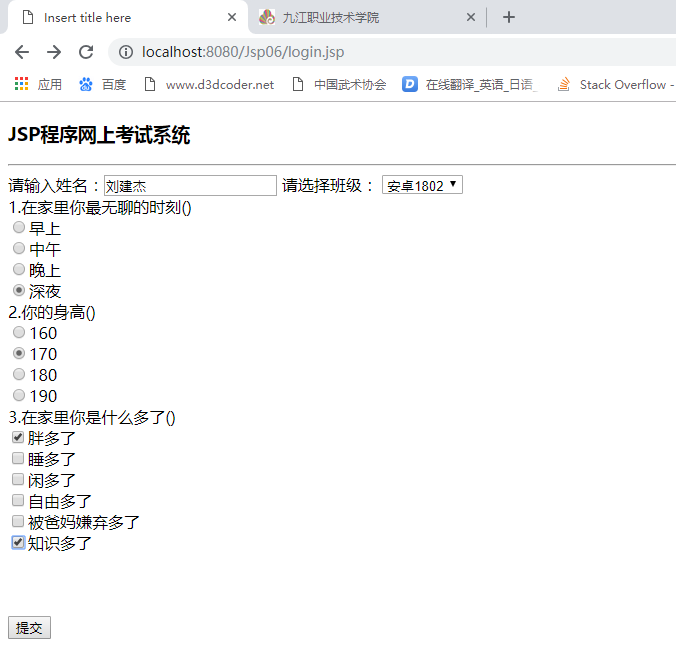 Insert title here
九江职业技术学院
localhost:8080/Jsp06/login.jsp
应用 百度 www.d3dcoder.net 中国武术协会 在线翻译_英语_日语_ Stack Overflow -
JSP程序网上考试系统
请输入姓名：刘建杰 请选择班级： 安卓1802
1.在家里你最无聊的时刻()
早上
中午
晚上
深夜
2.你的身高()
160
170
180
190
3.在家里你是什么多了()
胖多了
睡多了
闲多了
自由多了
被爸妈嫌弃多了
知识多了
提交